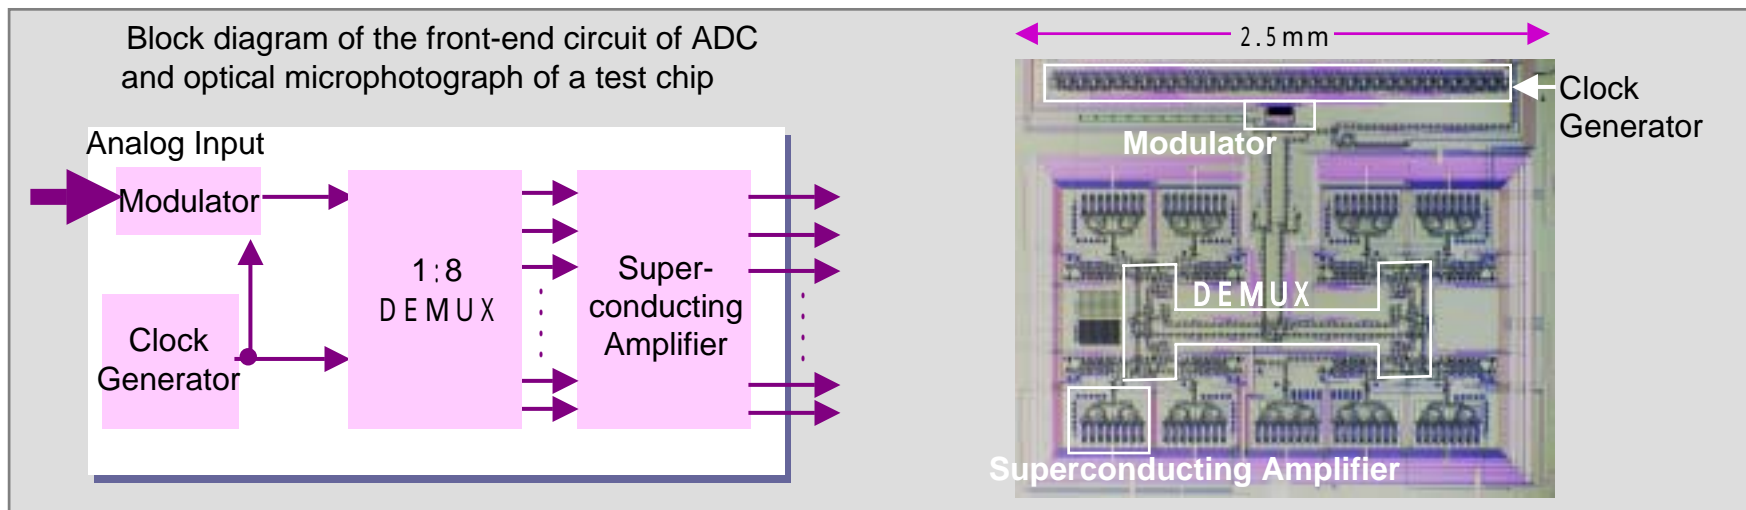 Block diagram of the front-end circuit of ADC
and optical microphotograph of a test chip
Analog Input
Modulator
Clock
Generator
1:8
DEMUX
Super-
conducting
Amplifier
2.5mm
Clock
Generator
Modulator
DEMUX
Superconducting Amplifier